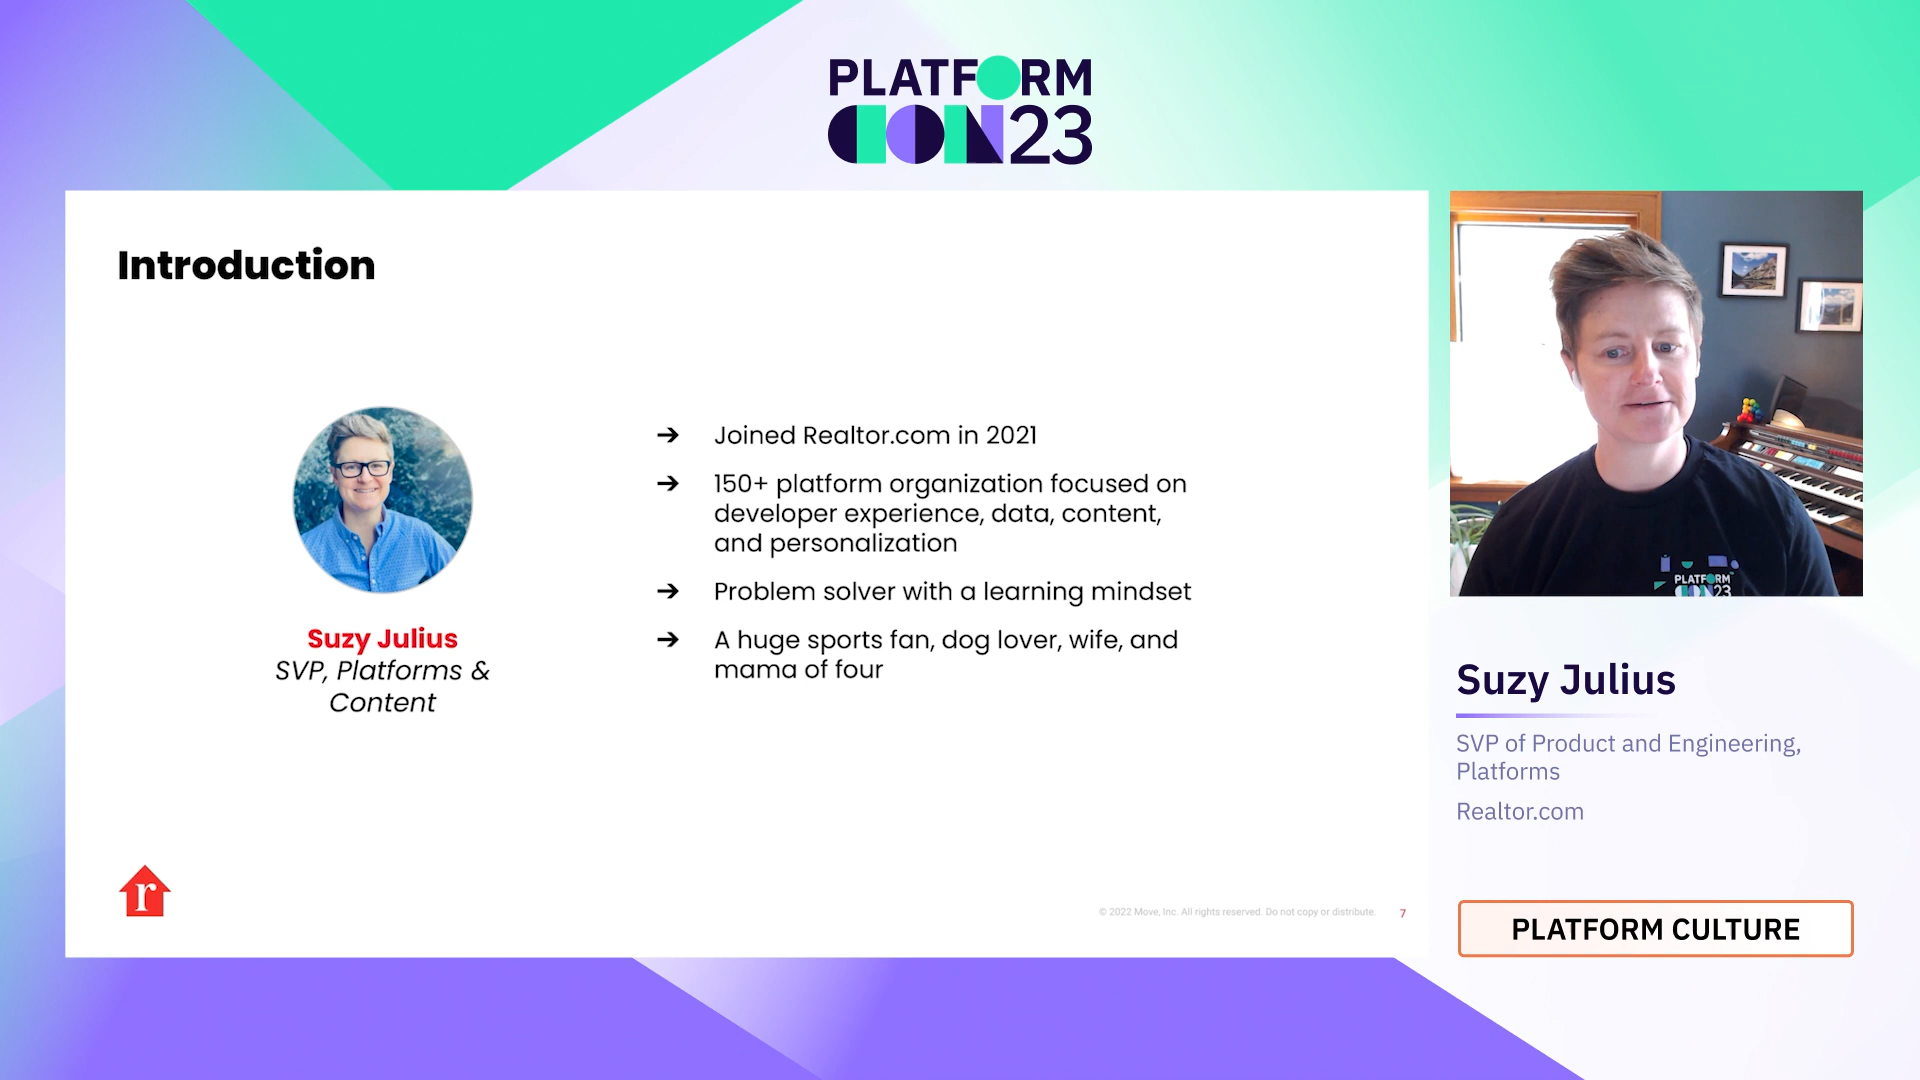 PLATFORM
CON23
Introduction
Suzy Julius
SVP, Platforms &
Content
➔ Joined Realtor.com in 2021
➔ 150+ platform organization focused on
developer experience, data, content,
and personalization
➔ Problem solver with a learning mindset
➔ A huge sports fan, dog lover, wife, and
mama of four
r
© 2022 Move, Inc. All rights reserved. Do not copy or distribute.
7
PLATFORM
CON23
Suzy Julius
SVP of Product and Engineering,
Platforms
Realtor.com
PLATFORM CULTURE